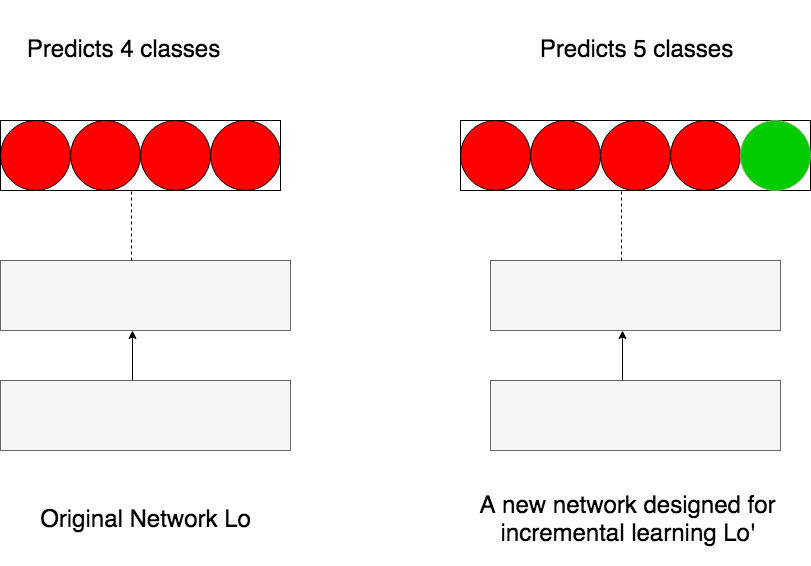 Predicts 4 classes
Predicts 5 classes
Original Network Lo
A new network designed for
incremental learning Lo'